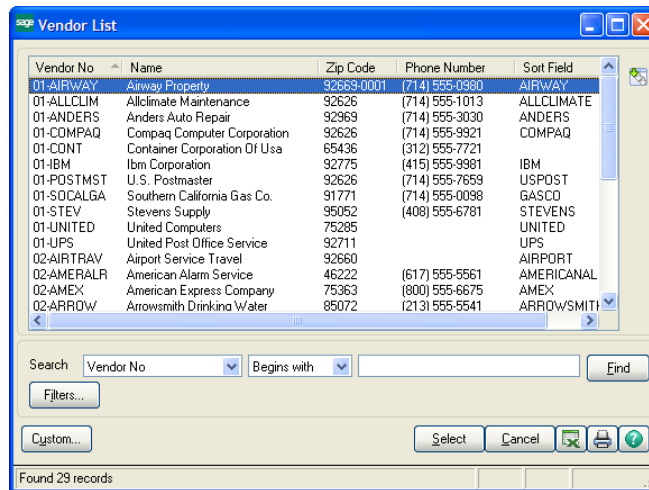 sage Vendor List
Vendor No Name Zip Code Phone Number Sort Field
01-AIRWAY Airway Property 92669-0001 (714) 555-0980 AIRWAY
01-ALLCLIM Allclimate Maintenance 92626 (714) 555-1013 ALLCLIMATE
01-ANDERS Anders Auto Repair 92969 (714) 555-3030 ANDERS
01-COMPAQ Compaq Computer Corporation 92626 (714) 555-9921 COMPAQ
01-CONT Container Corporation Of Usa 65436 (312) 555-7721
01-IBM Ibm Corporation 92775 (415) 555-9981 IBM
01-POSTMST U.S. Postmaster 92626 (714) 555-7659 USPOST
01-SOCALGA Southern California Gas Co. 91771 (714) 555-0098 GASCO
01-STEV Stevens Supply 95052 (408) 555-6781 STEVENS
01-UNITED United Computers 75285 UNITED
01-UPS United Post Office Service 92711 UPS
02-AIRTRAV Airport Service Travel 92660 AIRPORT
02-AMERALR American Alarm Service 46222 (617) 555-5561 AMERICANAL
02-AMEX American Express Company 75363 (800) 555-6675 AMEX
02-ARROW Arrowsmith Drinking Water 85072 (213) 555-5541 ARROWSMITH
Search Vendor No Begins with Find
Filters...
Custom... Select Cancel
Found 29 records